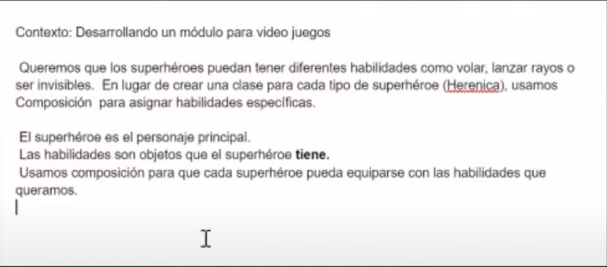 Contexto: Desarrollando un módulo para video juegos
Queremos que los superhéroes puedan tener diferentes habilidades como volar, lanzar rayos o
ser invisibles. En lugar de crear una clase para cada tipo de superhéroe (Herenica), usamos
Composición para asignar habilidades específicas.
El superhéroe es el personaje principal.
Las habilidades son objetos que el superhéroe tiene.
Usamos composición para que cada superhéroe pueda equiparse con las habilidades que
queramos.